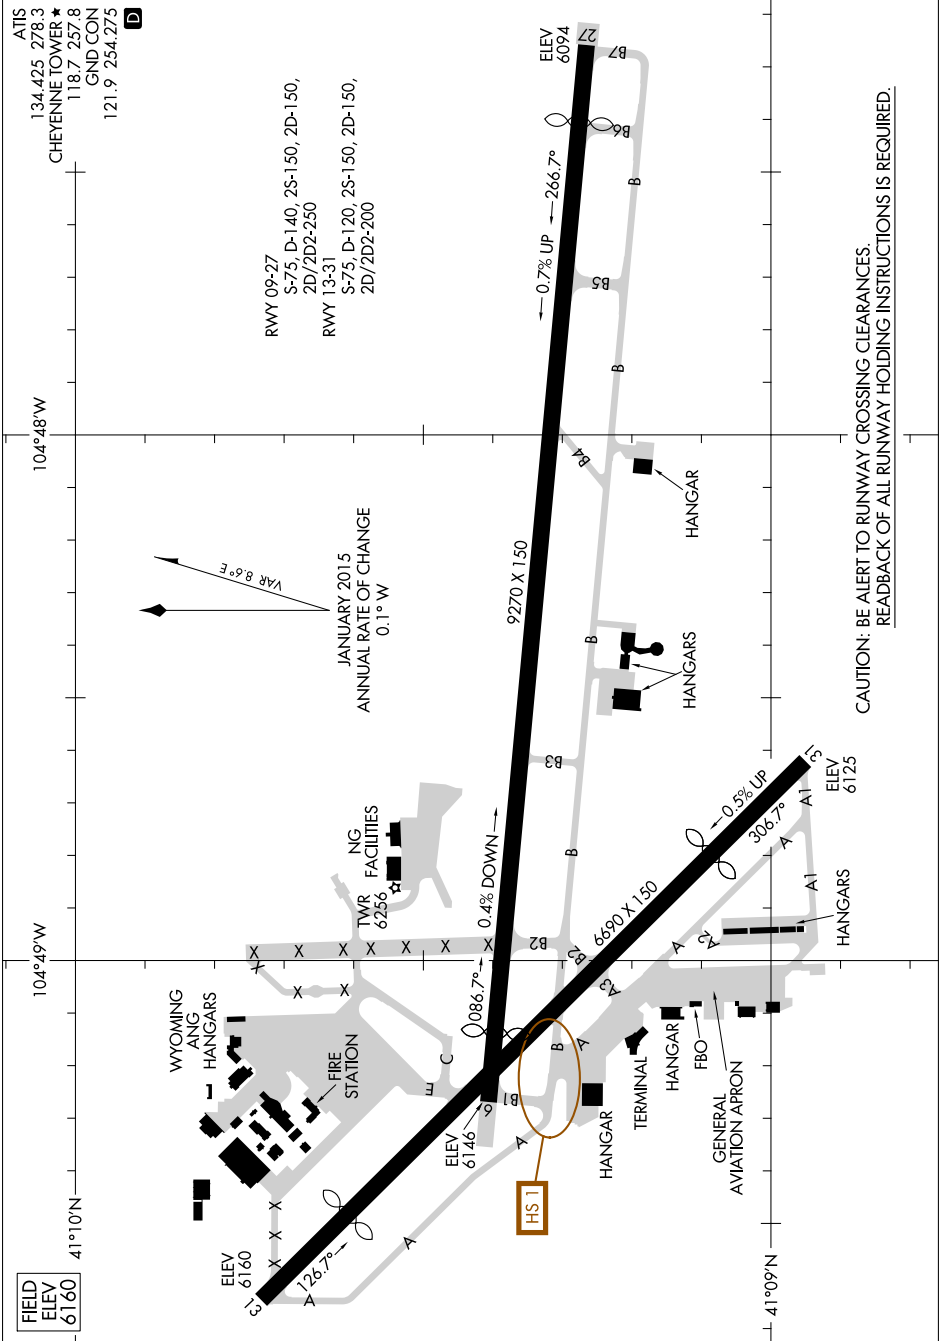 ATIS
134.425 278.3
CHEYENNE TOWER ★
118.7 257.8
GND CON
121.9 254.275
D
RWY 09-27
S-75, D-140, 2S-150, 2D-150,
2D/2D2-250
RWY 13-31
S-75, D-120, 2S-150, 2D-150,
2D/2D2-200
104°48'W
VAR 8.6° E
JANUARY 2015
ANNUAL RATE OF CHANGE
0.1° W
104°49'W
41°10'N
FIELD
ELEV
6160
WYOMING
ANG
HANGARS
FIRE
STATION
TWR
6256
NG
FACILITIES
X
X
X
X
X
X
X
X
X
X
X
X
X
ELEV
6094
27
B7
B6
B
266.7°
0.7% UP
B5
B
B4
HANGAR
9270 X 150
B
HANGARS
B3
B
0.4% DOWN
086.7°
B2
B2
6690 X 150
0.5% UP
306.7°
31
ELEV
6125
A1
A
A1
HANGARS
A2
A
A3
C
E
9
B1
B
A
ELEV
6146
A
A
A
126.7°
13
ELEV
6160
HS 1
HANGAR
TERMINAL
HANGAR
FBO
GENERAL
AVIATION APRON
41°09'N
CAUTION: BE ALERT TO RUNWAY CROSSING CLEARANCES.
READBACK OF ALL RUNWAY HOLDING INSTRUCTIONS IS REQUIRED.